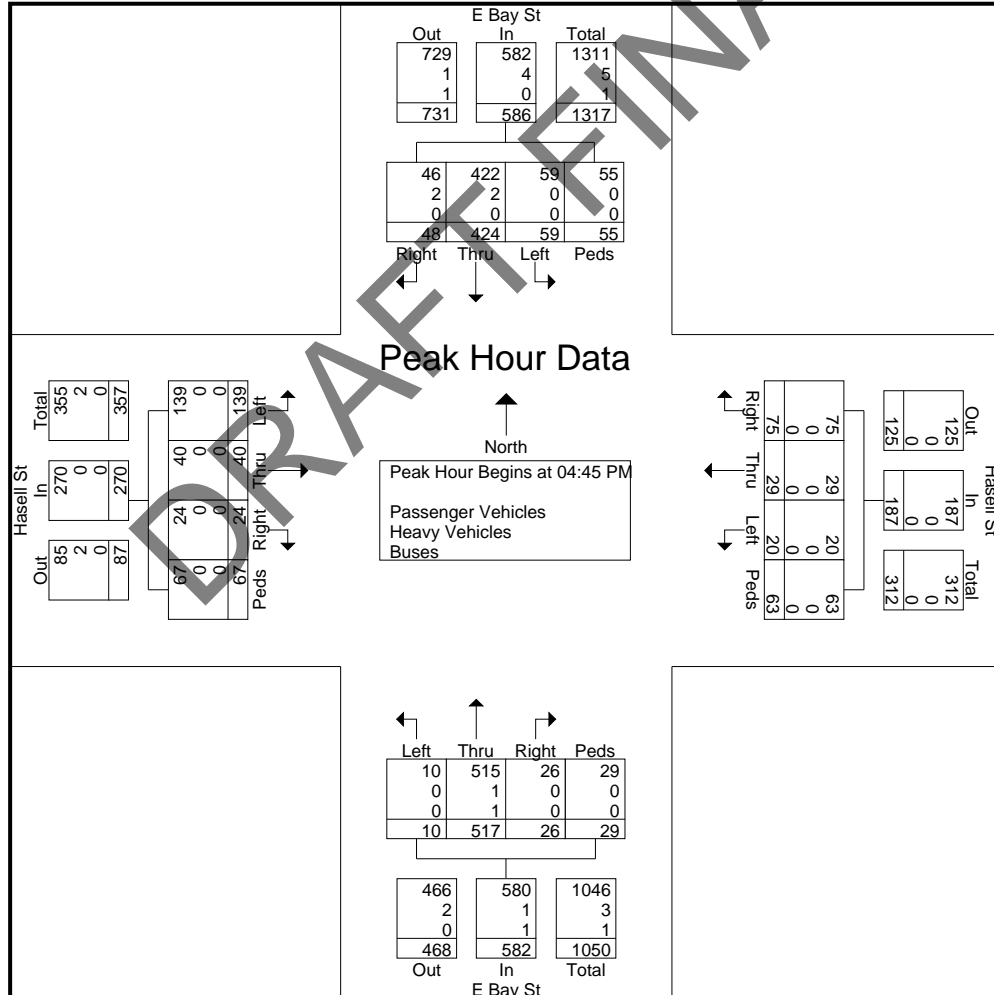 E Bay St
Out In Total
729 582 1311
1 4 5
1 0 1
731 586 1317
46 422 59 55
2 2 0 0
0 0 0 0
48 424 59 55
Right Thru Left Peds
Peak Hour Data
North
Peak Hour Begins at 04:45 PM
Passenger Vehicles
Heavy Vehicles
Buses
Hasell St
Out In Total
87 270 357
0 0 0
2 0 2
85 270 355
139 0 0 139 Left
40 0 0 40 Thru
24 0 0 24 Right
67 0 0 67 Peds
Right 75 0 0 75
Thru 29 0 0 29
Left 20 0 0 20
Peds 63 0 0 63
Out In Total
125 187 312
0 0 0
0 0 0
125 187 312
Hasell St
Left Thru Right Peds
10 515 26 29
0 1 0 0
0 1 0 0
10 517 26 29
466 580 1046
2 1 3
0 1 1
468 582 1050
Out In Total
E Bay St
DRAFT FINA